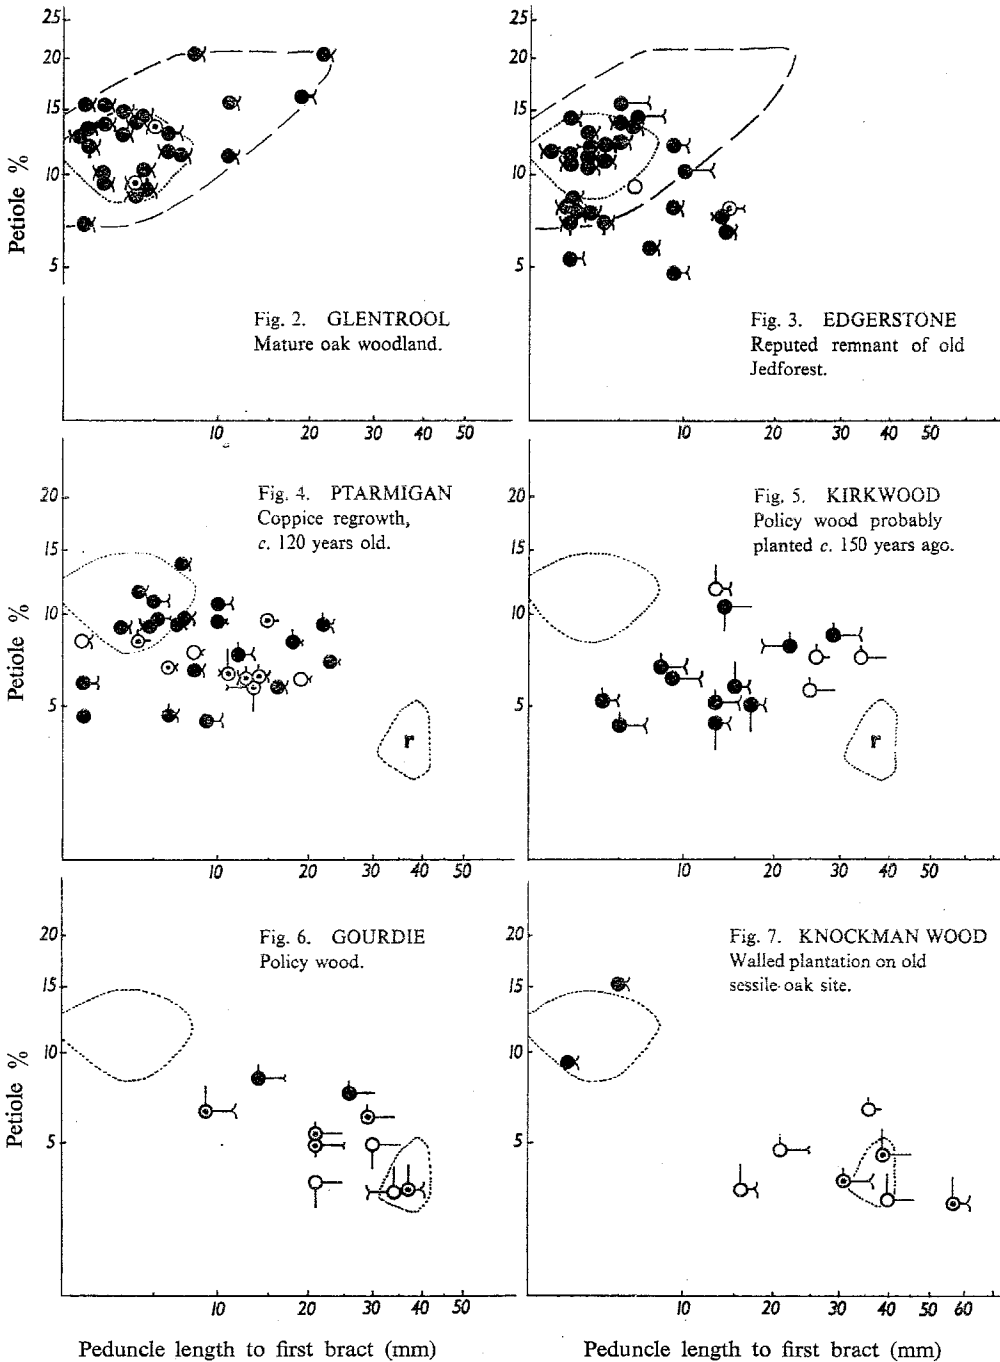 25
20
15
10
5
Petiole %
Fig. 2. GLENTROOL
Mature oak woodland.
10 20 30 40 50
25
20
15
10
5
Fig. 3. EDGERSTONE
Reputed remnant of old
Jedforest.
10 20 30 40 50
20
15
10
5
Petiole %
Fig. 4. PTARMIGAN
Coppice regrowth,
c. 120 years old.
r
10 20 30 40 50
20
15
10
5
Fig. 5. KIRKWOOD
Policy wood probably
planted c. 150 years ago.
r
10 20 30 40 50 60
20
15
10
5
Petiole %
Fig. 6. GOURDIE
Policy wood.
10 20 30 40 50
Peduncle length to first bract (mm)
20
15
10
5
Fig. 7. KNOCKMAN WOOD
Walled plantation on old
sessile oak site.
10 20 30 40 50 60
Peduncle length to first bract (mm)